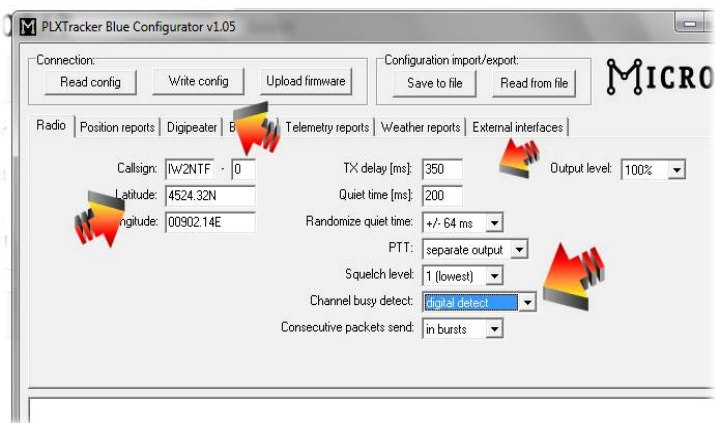 PLXTracker Blue Configurator v1.05
Connection:
Configuration import/export:
Read config Write config Upload firmware Save to file Read from file
MICRO
Radio Position reports Digipeater B Telemetry reports Weather reports External interfaces
Callsign: IW2NTF - 0 TX delay [ms]: 350 Output level: 100%
Latitude: 4524.32N Quiet time [ms]: 200
ngitude: 00902.14E Randomize quiet time: +/- 64 ms
PTT: separate output
Squelch level: 1 (lowest)
Channel busy detect: digital detect
Consecutive packets send: in bursts